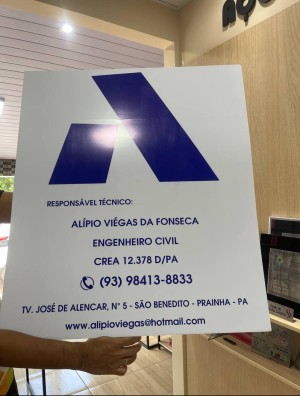 AÇ
RESPONSÁVEL TÉCNICO:
ALÍPIO VIÉGAS DA FONSECA
ENGENHEIRO CIVIL
CREA 12.378 D/PA
(93) 98413-8833
TV. JOSÉ DE ALENCAR, N° 5 - SÃO BENEDITO - PRAINHA - PA
www.alipioviegas@hotmail.com